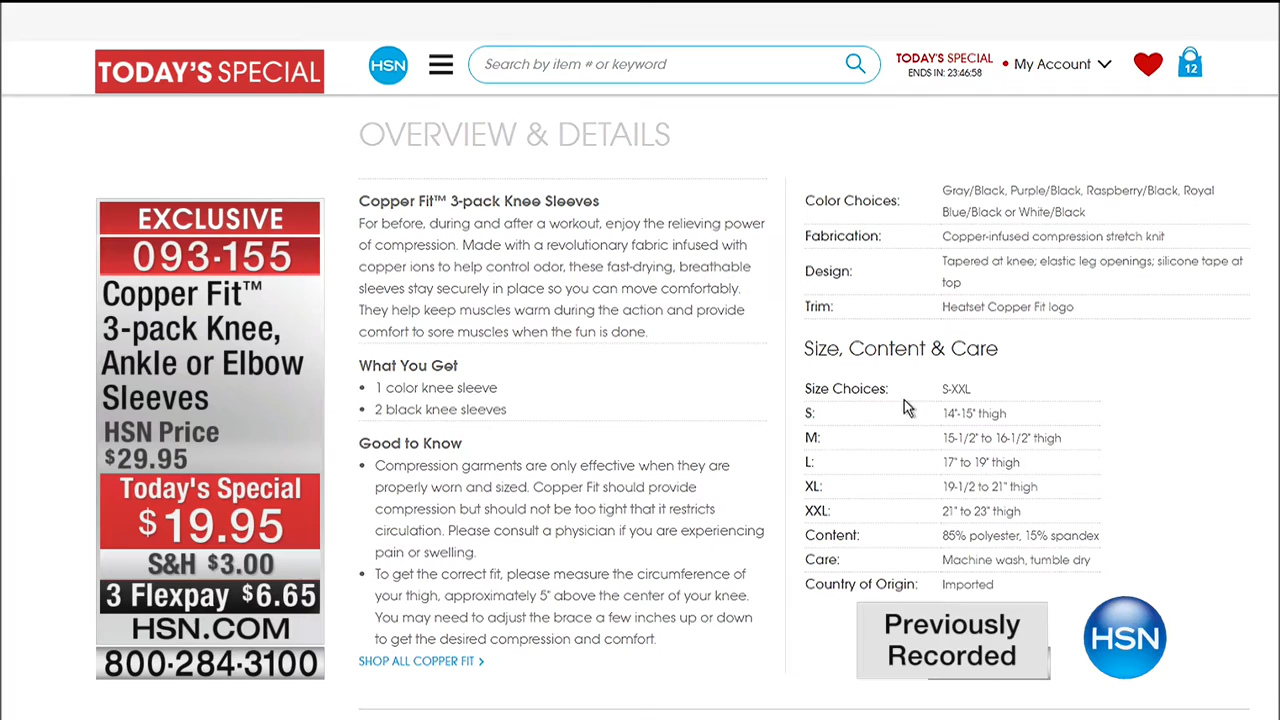 TODAY'S SPECIAL
HSN
Search by item # or keyword
TODAY'S SPECIAL
ENDS IN: 23:46:58
My Account
12
OVERVIEW & DETAILS
EXCLUSIVE
093-155
Copper Fit™
3-pack Knee,
Ankle or Elbow
Sleeves
HSN Price
$29.95
Today's Special
$19.95
S&H $3.00
3 Flexpay $6.65
HSN.COM
800-284-3100
Copper Fit™ 3-pack Knee Sleeves
For before, during and after a workout, enjoy the relieving power
of compression. Made with a revolutionary fabric infused with
copper ions to help control odor, these fast-drying, breathable
sleeves stay securely in place so you can move comfortably.
They help keep muscles warm during the action and provide
comfort to sore muscles when the fun is done.
What You Get
• 1 color knee sleeve
• 2 black knee sleeves
Good to Know
• Compression garments are only effective when they are
properly worn and sized. Copper Fit should provide
compression but should not be too tight that it restricts
circulation. Please consult a physician if you are experiencing
pain or swelling.
• To get the correct fit, please measure the circumference of
your thigh, approximately 5" above the center of your knee.
You may need to adjust the brace a few inches up or down
to get the desired compression and comfort.
SHOP ALL COPPER FIT >
Color Choices: Gray/Black, Purple/Black, Raspberry/Black, Royal
Blue/Black or White/Black
Fabrication: Copper-infused compression stretch knit
Design: Tapered at knee; elastic leg openings; silicone tape at
top
Trim: Heatset Copper Fit logo
Size, Content & Care
Size Choices: S-XXL
S: 14"-15" thigh
M: 15-1/2" to 16-1/2" thigh
L: 17" to 19" thigh
XL: 19-1/2 to 21" thigh
XXL: 21" to 23" thigh
Content: 85% polyester, 15% spandex
Care: Machine wash, tumble dry
Country of Origin: Imported
Previously
Recorded
HSN